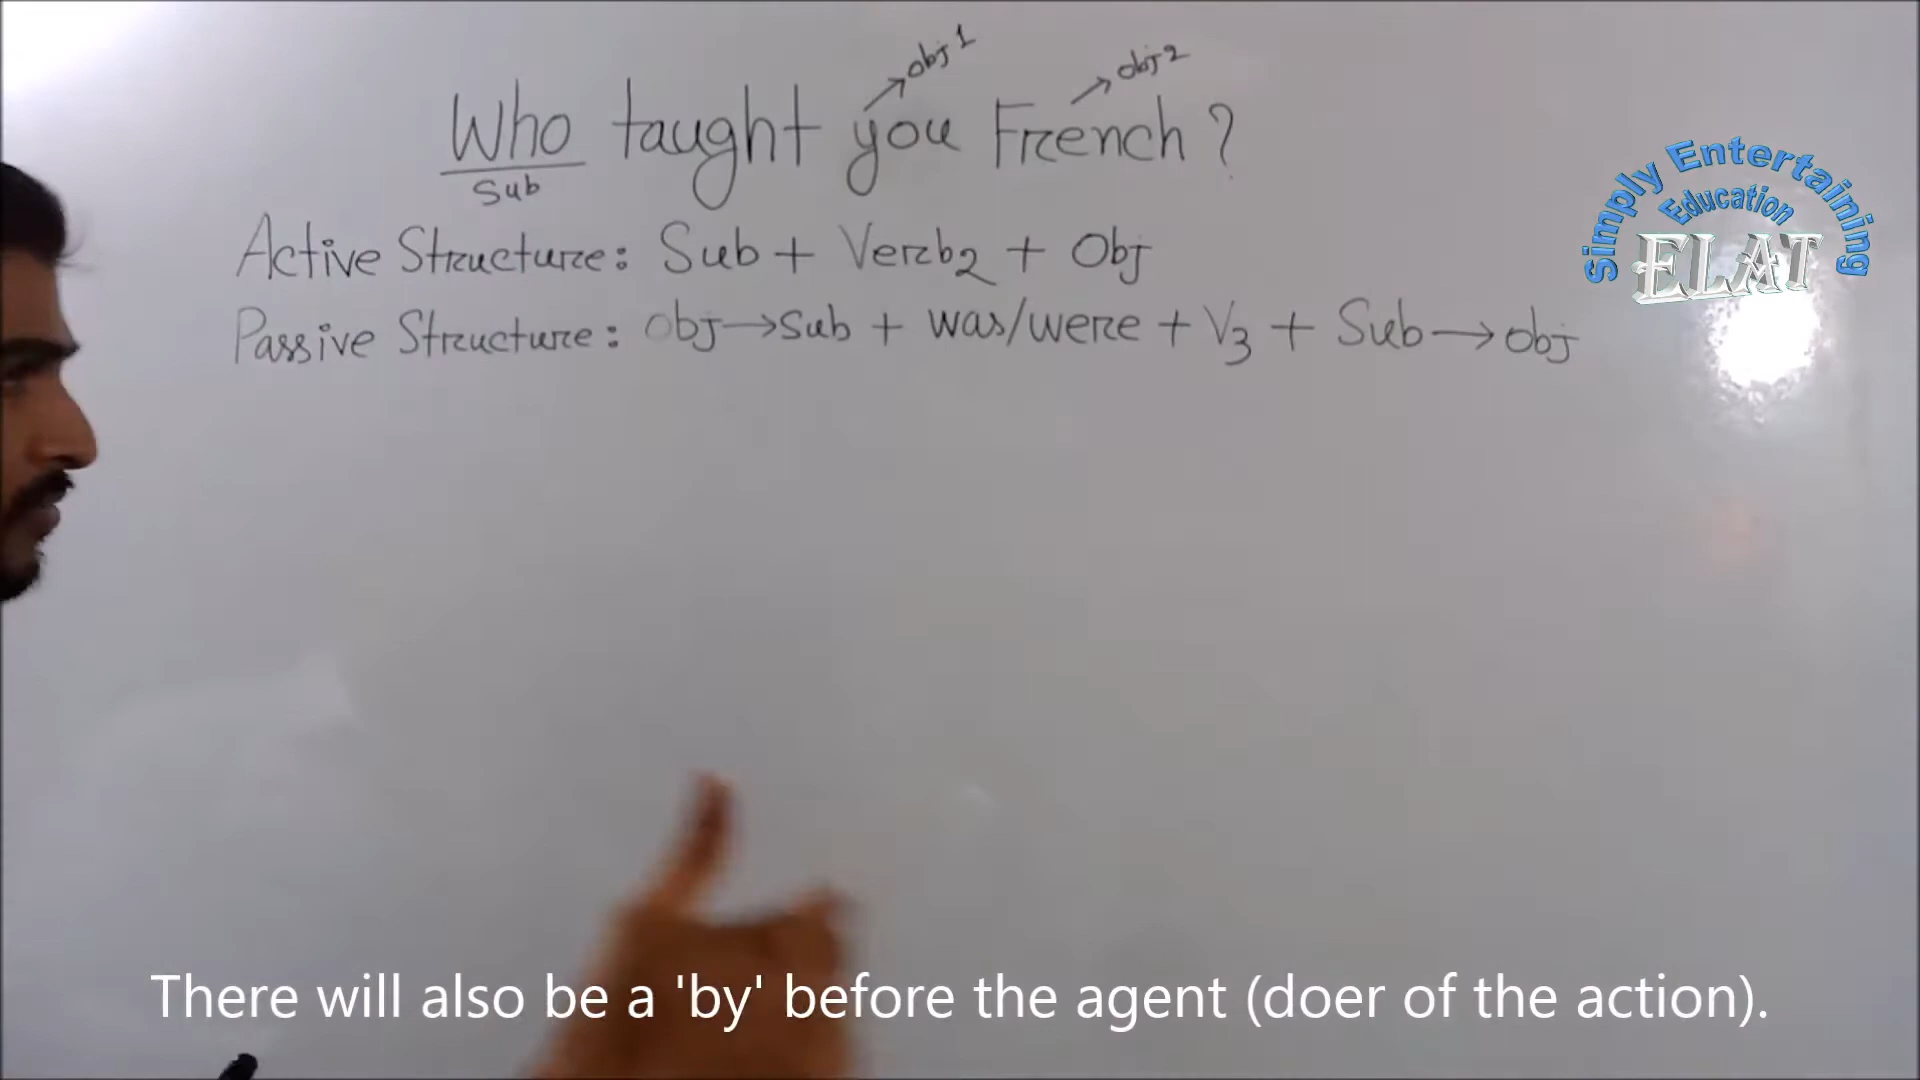 obj 1
obj 2
Who taught you French?
Sub
Active Structure: Sub + Verb2 + Obj
Passive Structure: Obj→Sub + was/were + V3 + Sub → Obj
Simply Entertaining
Education
ELAT
There will also be a 'by' before the agent (doer of the action).